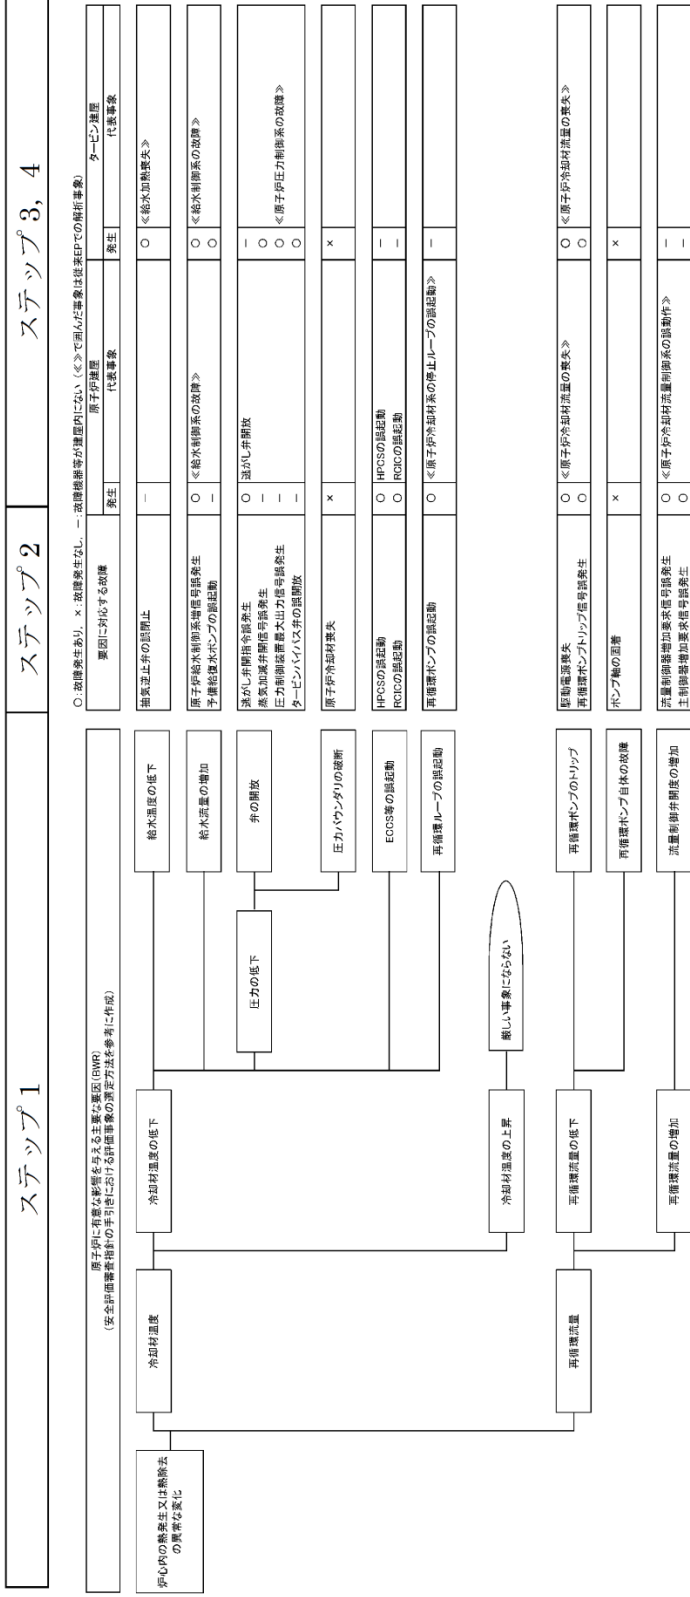 ステップ 1
ステップ 2
ステップ 3, 4
○:故障発生あり, ×:故障発生なし, −:故障機器等が建屋内にない (≪≫で囲んだ事象は従来EPでの解析事象)
原子炉に有意な影響を与える主要な要因(BWR)
(安全評価審査指針の手引きにおける評価事象の選定方法を参考に作成)
要因に対応する故障
原子炉建屋
タービン建屋
発生
代表事象
発生
代表事象
炉心内の熱発生又は熱除去
の異常な変化
冷却材温度
冷却材温度の低下
給水温度の低下
抽気逆止弁の誤閉止
−
○
≪給水加熱喪失≫
給水流量の増加
原子炉給水制御系増信号誤発生
○
≪給水制御系の故障≫
○
≪給水制御系の故障≫
予備給復水ポンプの誤起動
−
○
圧力の低下
弁の開放
逃がし弁開指令誤発生
○
逃がし弁開放
−
蒸気加減弁開信号誤発生
−
○
圧力制御装置最大出力信号誤発生
−
○
≪原子炉圧力制御系の故障≫
タービンバイパス弁の誤開放
−
○
圧力バウンダリの破断
原子炉冷却材喪失
×
×
ECCS等の誤起動
HPCSの誤起動
○
HPCSの誤起動
−
RCICの誤起動
○
RCICの誤起動
−
再循環ループの誤起動
再循環ポンプの誤起動
○
≪原子炉冷却材系の停止ループの誤起動≫
−
冷却材温度の上昇
厳しい事象にならない
再循環流量
再循環流量の低下
再循環ポンプのトリップ
駆動電源喪失
○
≪原子炉冷却材流量の喪失≫
○
≪原子炉冷却材流量の喪失≫
再循環ポンプトリップ信号誤発生
○
○
再循環ポンプ自体の故障
ポンプ軸の固着
×
×
再循環流量の増加
流量制御弁開度の増加
流量制御器増加要求信号誤発生
○
≪原子炉冷却材流量制御系の誤動作≫
−
主制御器増加要求信号誤発生
○
−